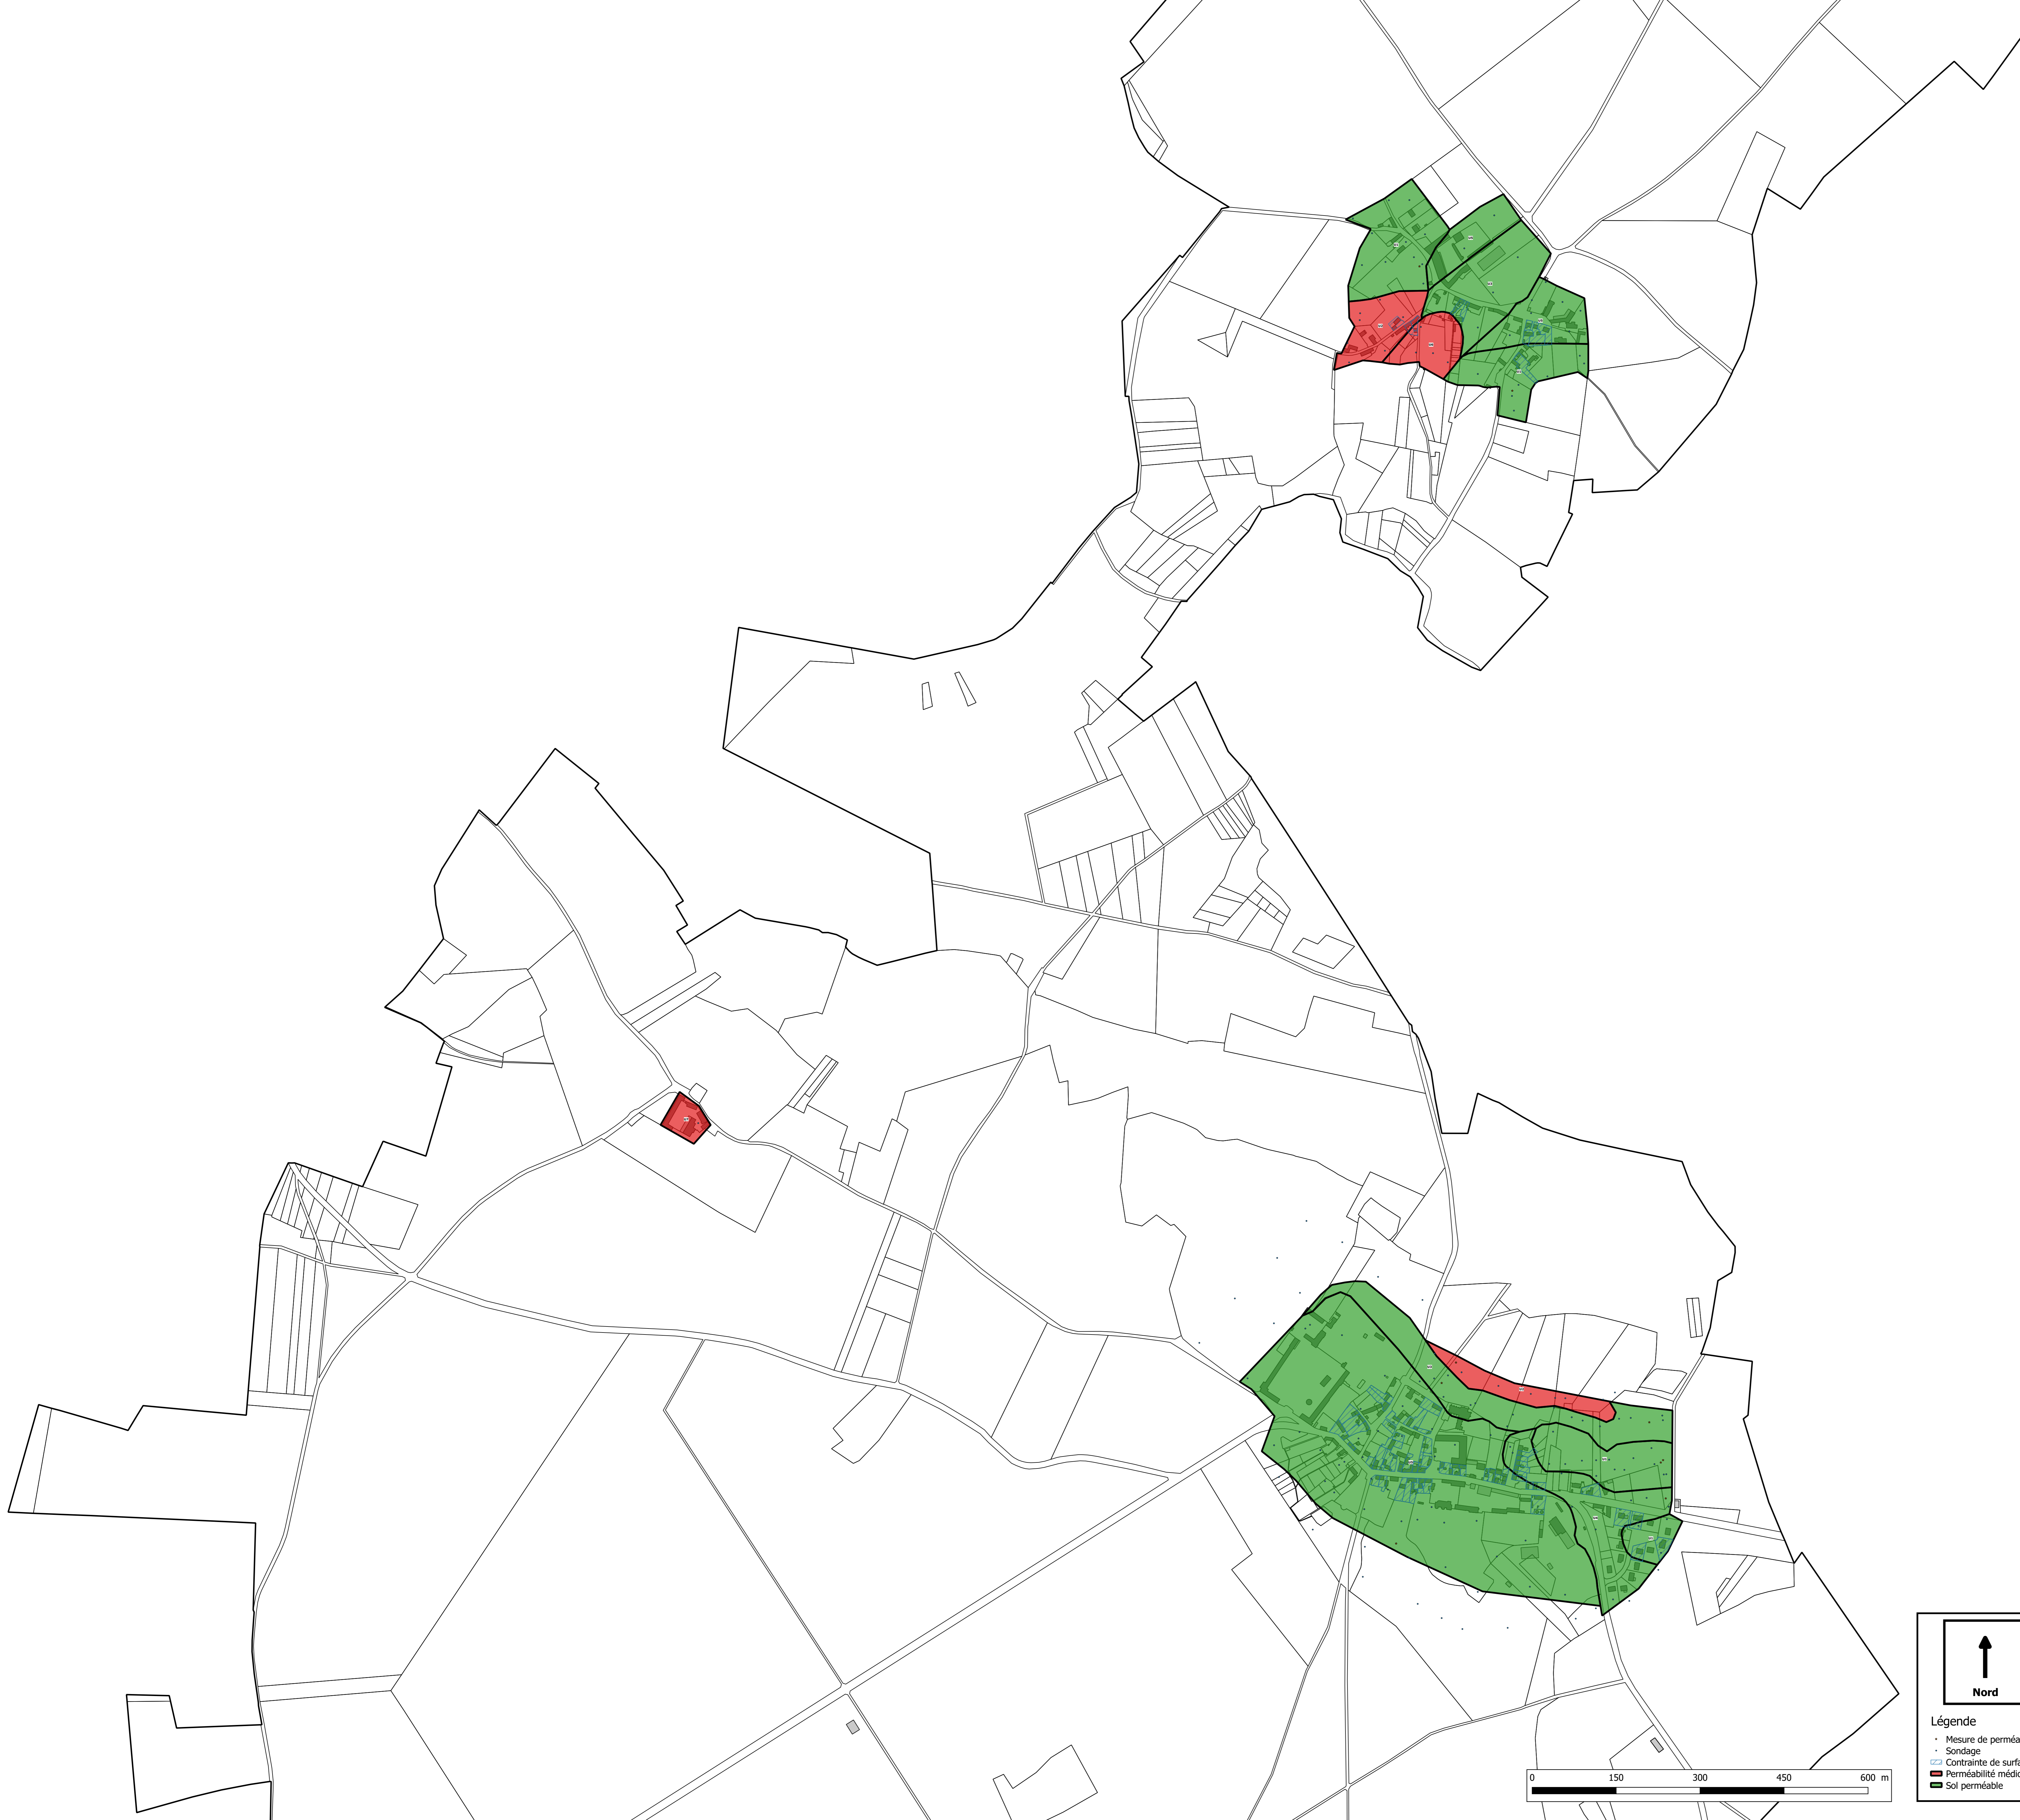 Nord
Légende
Mesure de perméa
Sondage
Contrainte de surfa
Perméabilité médio
Sol perméable
0 150 300 450 600 m